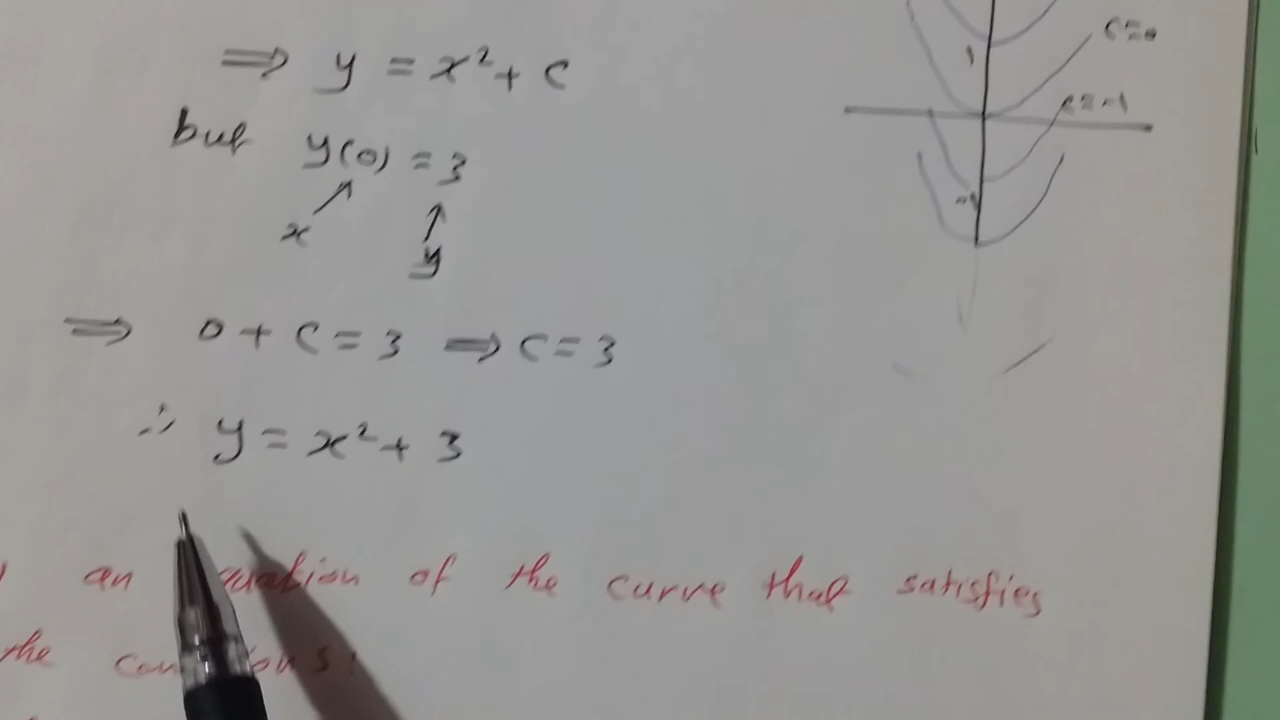 ⇒ y = x² + c
but y(0) = 3
x y
⇒ 0 + c = 3 ⇒ c = 3
∴ y = x² + 3
an of the curve that satisfies
the
1
c=0
c=-1
-1